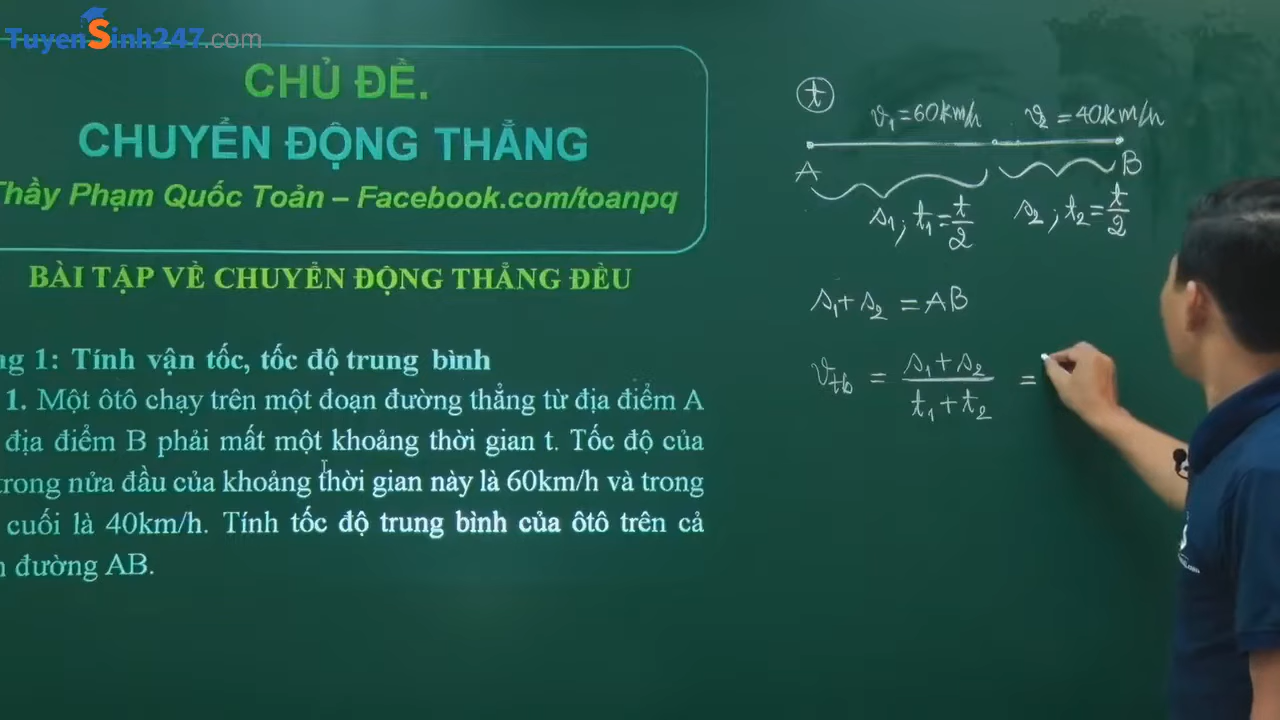 TuyenSinh247.com
CHỦ ĐỀ.
CHUYỂN ĐỘNG THẲNG
Thầy Phạm Quốc Toản – Facebook.com/toanpq
BÀI TẬP VỀ CHUYỂN ĐỘNG THẲNG ĐỀU
1: Tính vận tốc, tốc độ trung bình
1. Một ôtô chạy trên một đoạn đường thẳng từ địa điểm A
địa điểm B phải mất một khoảng thời gian t. Tốc độ của
trong nửa đầu của khoảng thời gian này là 60km/h và trong
cuối là 40km/h. Tính tốc độ trung bình của ôtô trên cả
đường AB.
t
v₁=60km/h v₂=40km/h
A B
s₁; t₁=t/2 s₂; t₂=t/2
s₁+s₂=AB
v_tb = (s₁+s₂)/(t₁+t₂) =